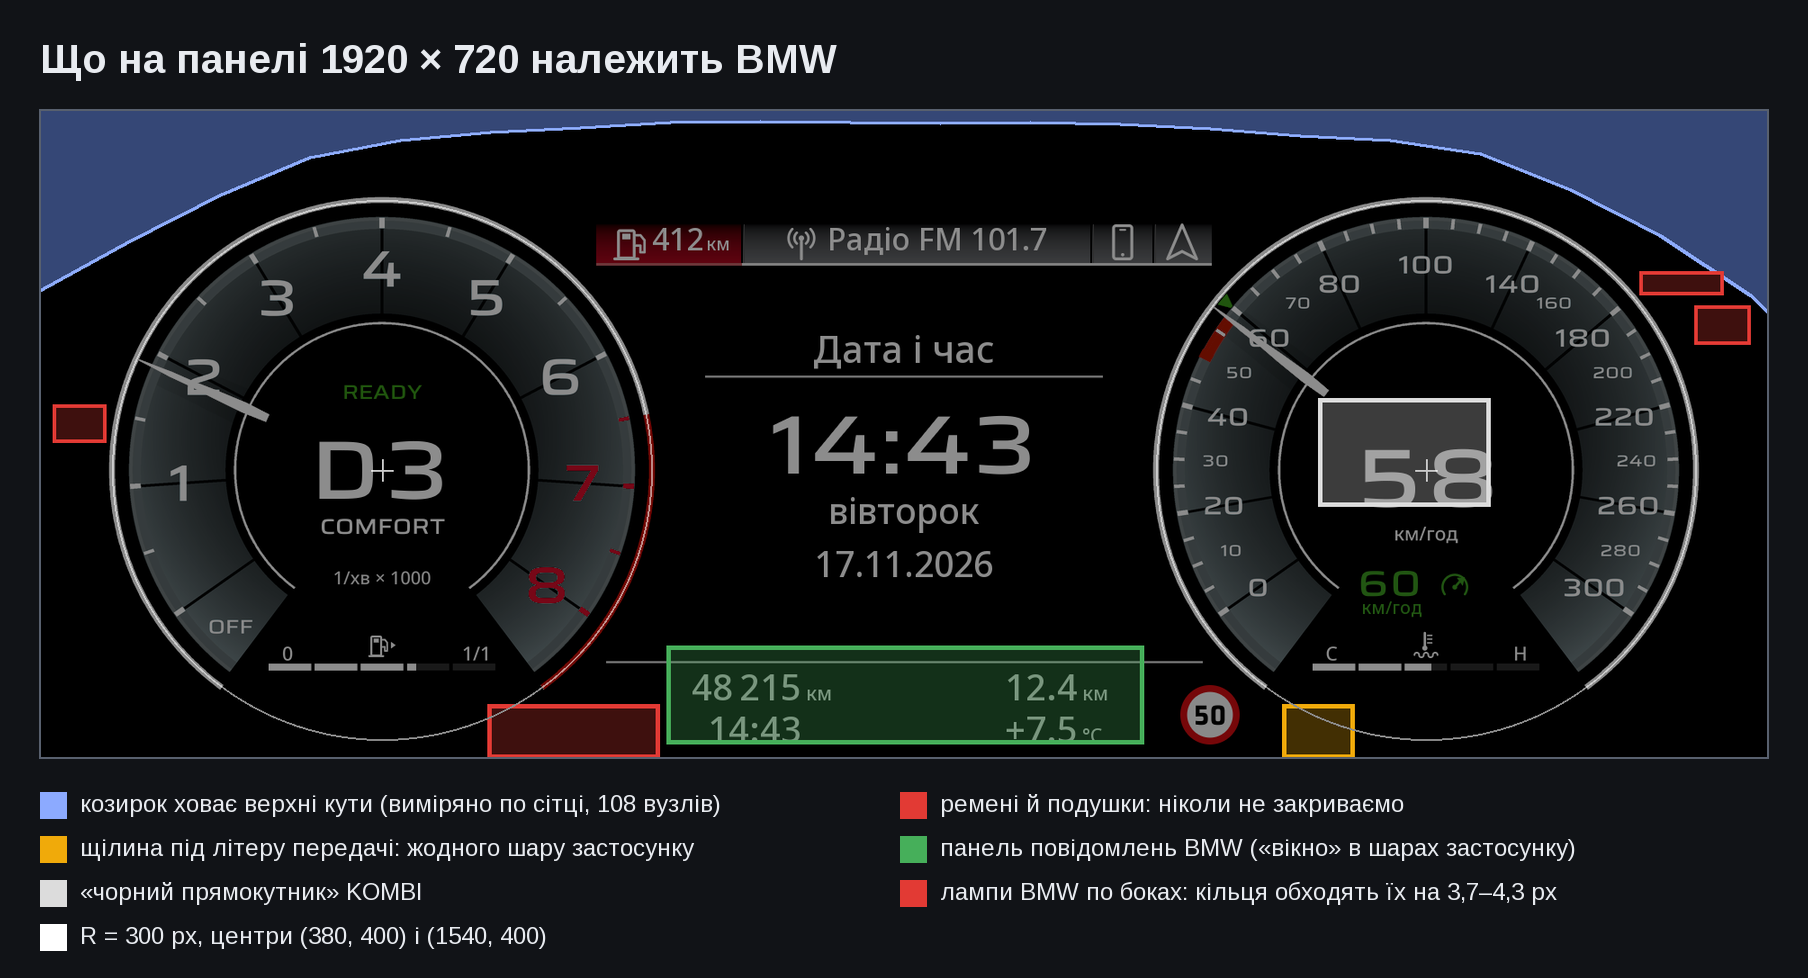 Що на панелі 1920 × 720 належить BMW
412 км
Радіо FM 101.7
Дата і час
14:43
вівторок
17.11.2026
OFF
1
2
3
4
5
6
7
8
READY
D3
COMFORT
1/хв × 1000
0
1/1
0
10
20
30
40
50
60
70
80
100
140
160
180
200
220
240
260
280
300
58
км/год
60
км/год
C
H
48 215 км
12.4 км
14:43
+7.5 °C
50
козирок ховає верхні кути (виміряно по сітці, 108 вузлів)
ремені й подушки: ніколи не закриваємо
щілина під літеру передачі: жодного шару застосунку
панель повідомлень BMW («вікно» в шарах застосунку)
«чорний прямокутник» KOMBI
лампи BMW по боках: кільця обходять їх на 3,7–4,3 px
R = 300 px, центри (380, 400) і (1540, 400)